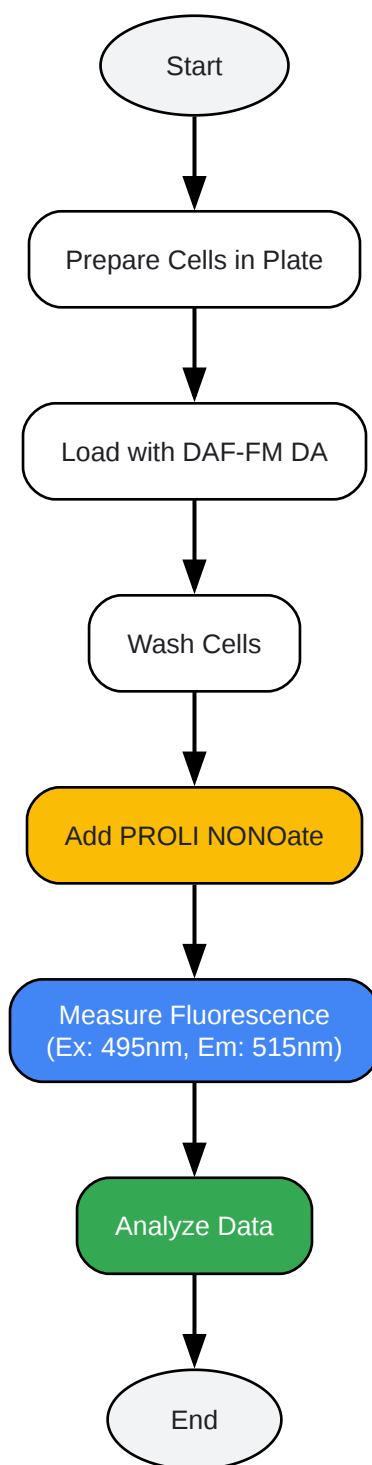 Start
Prepare Cells in Plate
Load with DAF-FM DA
Wash Cells
Add PROLI NONOate
Measure Fluorescence
(Ex: 495nm, Em: 515nm)
Analyze Data
End